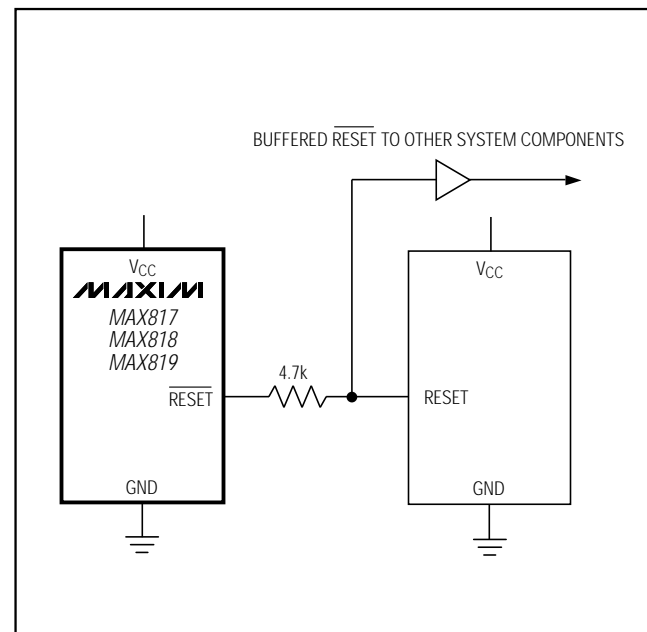 BUFFERED RESET TO OTHER SYSTEM COMPONENTS
VCC
MAXIM
MAX817
MAX818
MAX819
RESET
GND
4.7k
VCC
RESET
GND